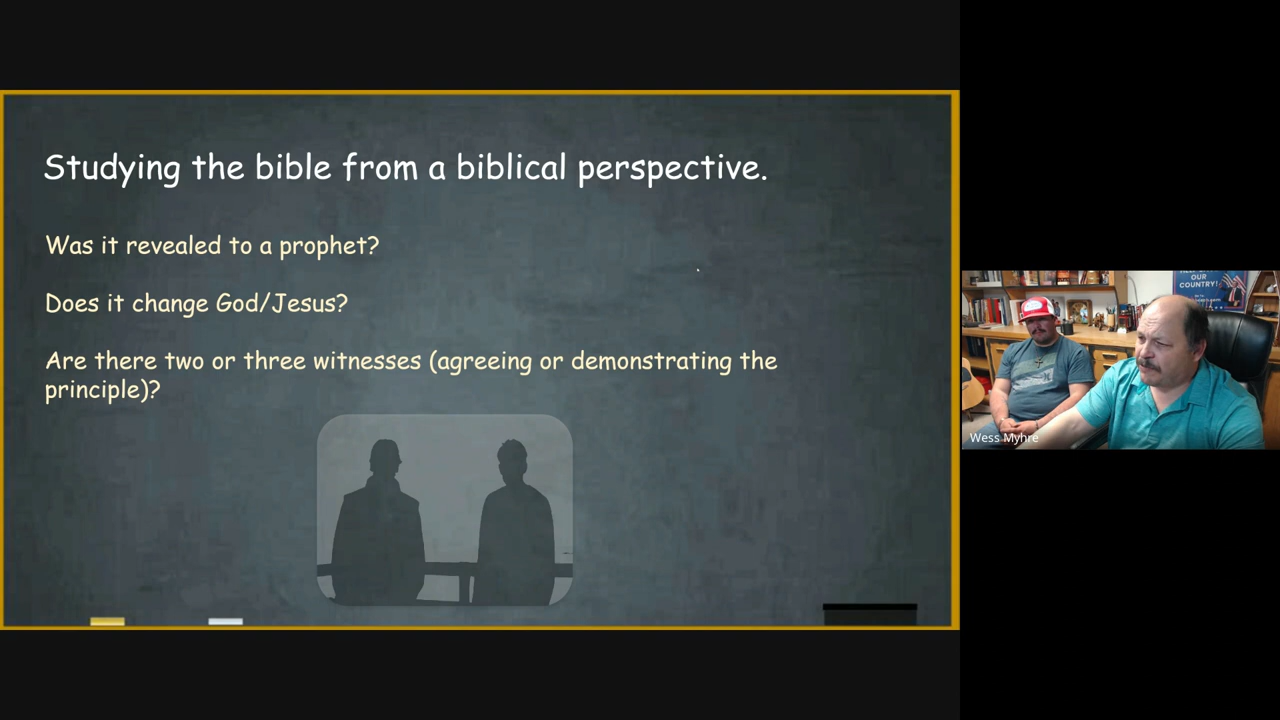 Studying the bible from a biblical perspective.
Was it revealed to a prophet?
Does it change God/Jesus?
Are there two or three witnesses (agreeing or demonstrating the
principle)?
OUR
COUNTRY!
Wess Myhre